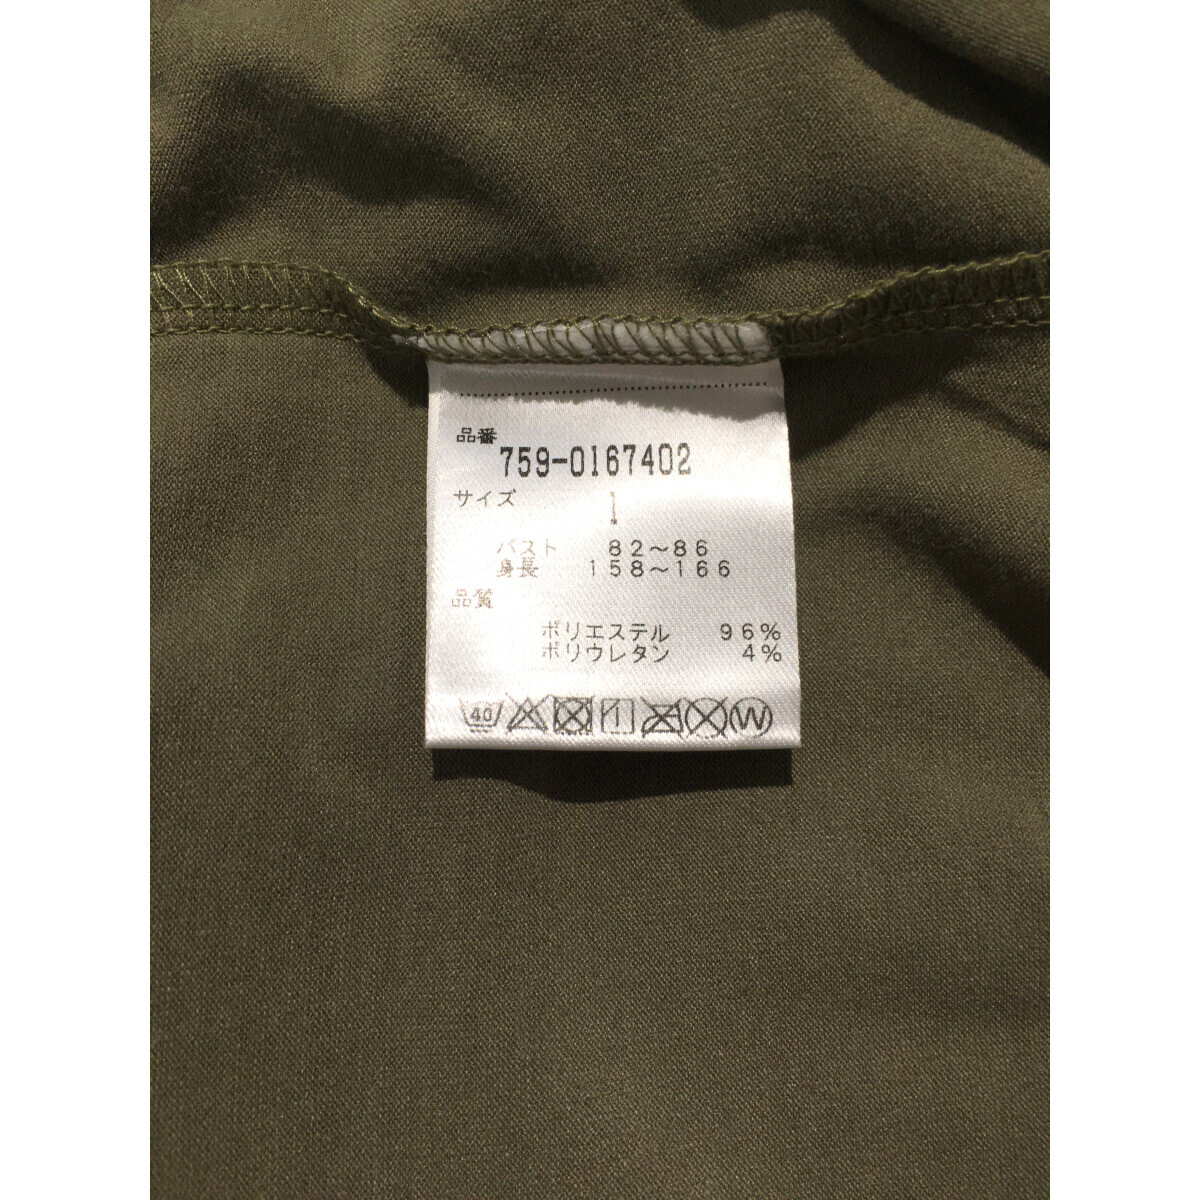 品番
759-0167402
サイズ 1
バスト 82～86
身長 158～166
品質
ポリエステル 96%
ポリウレタン 4%
40 W